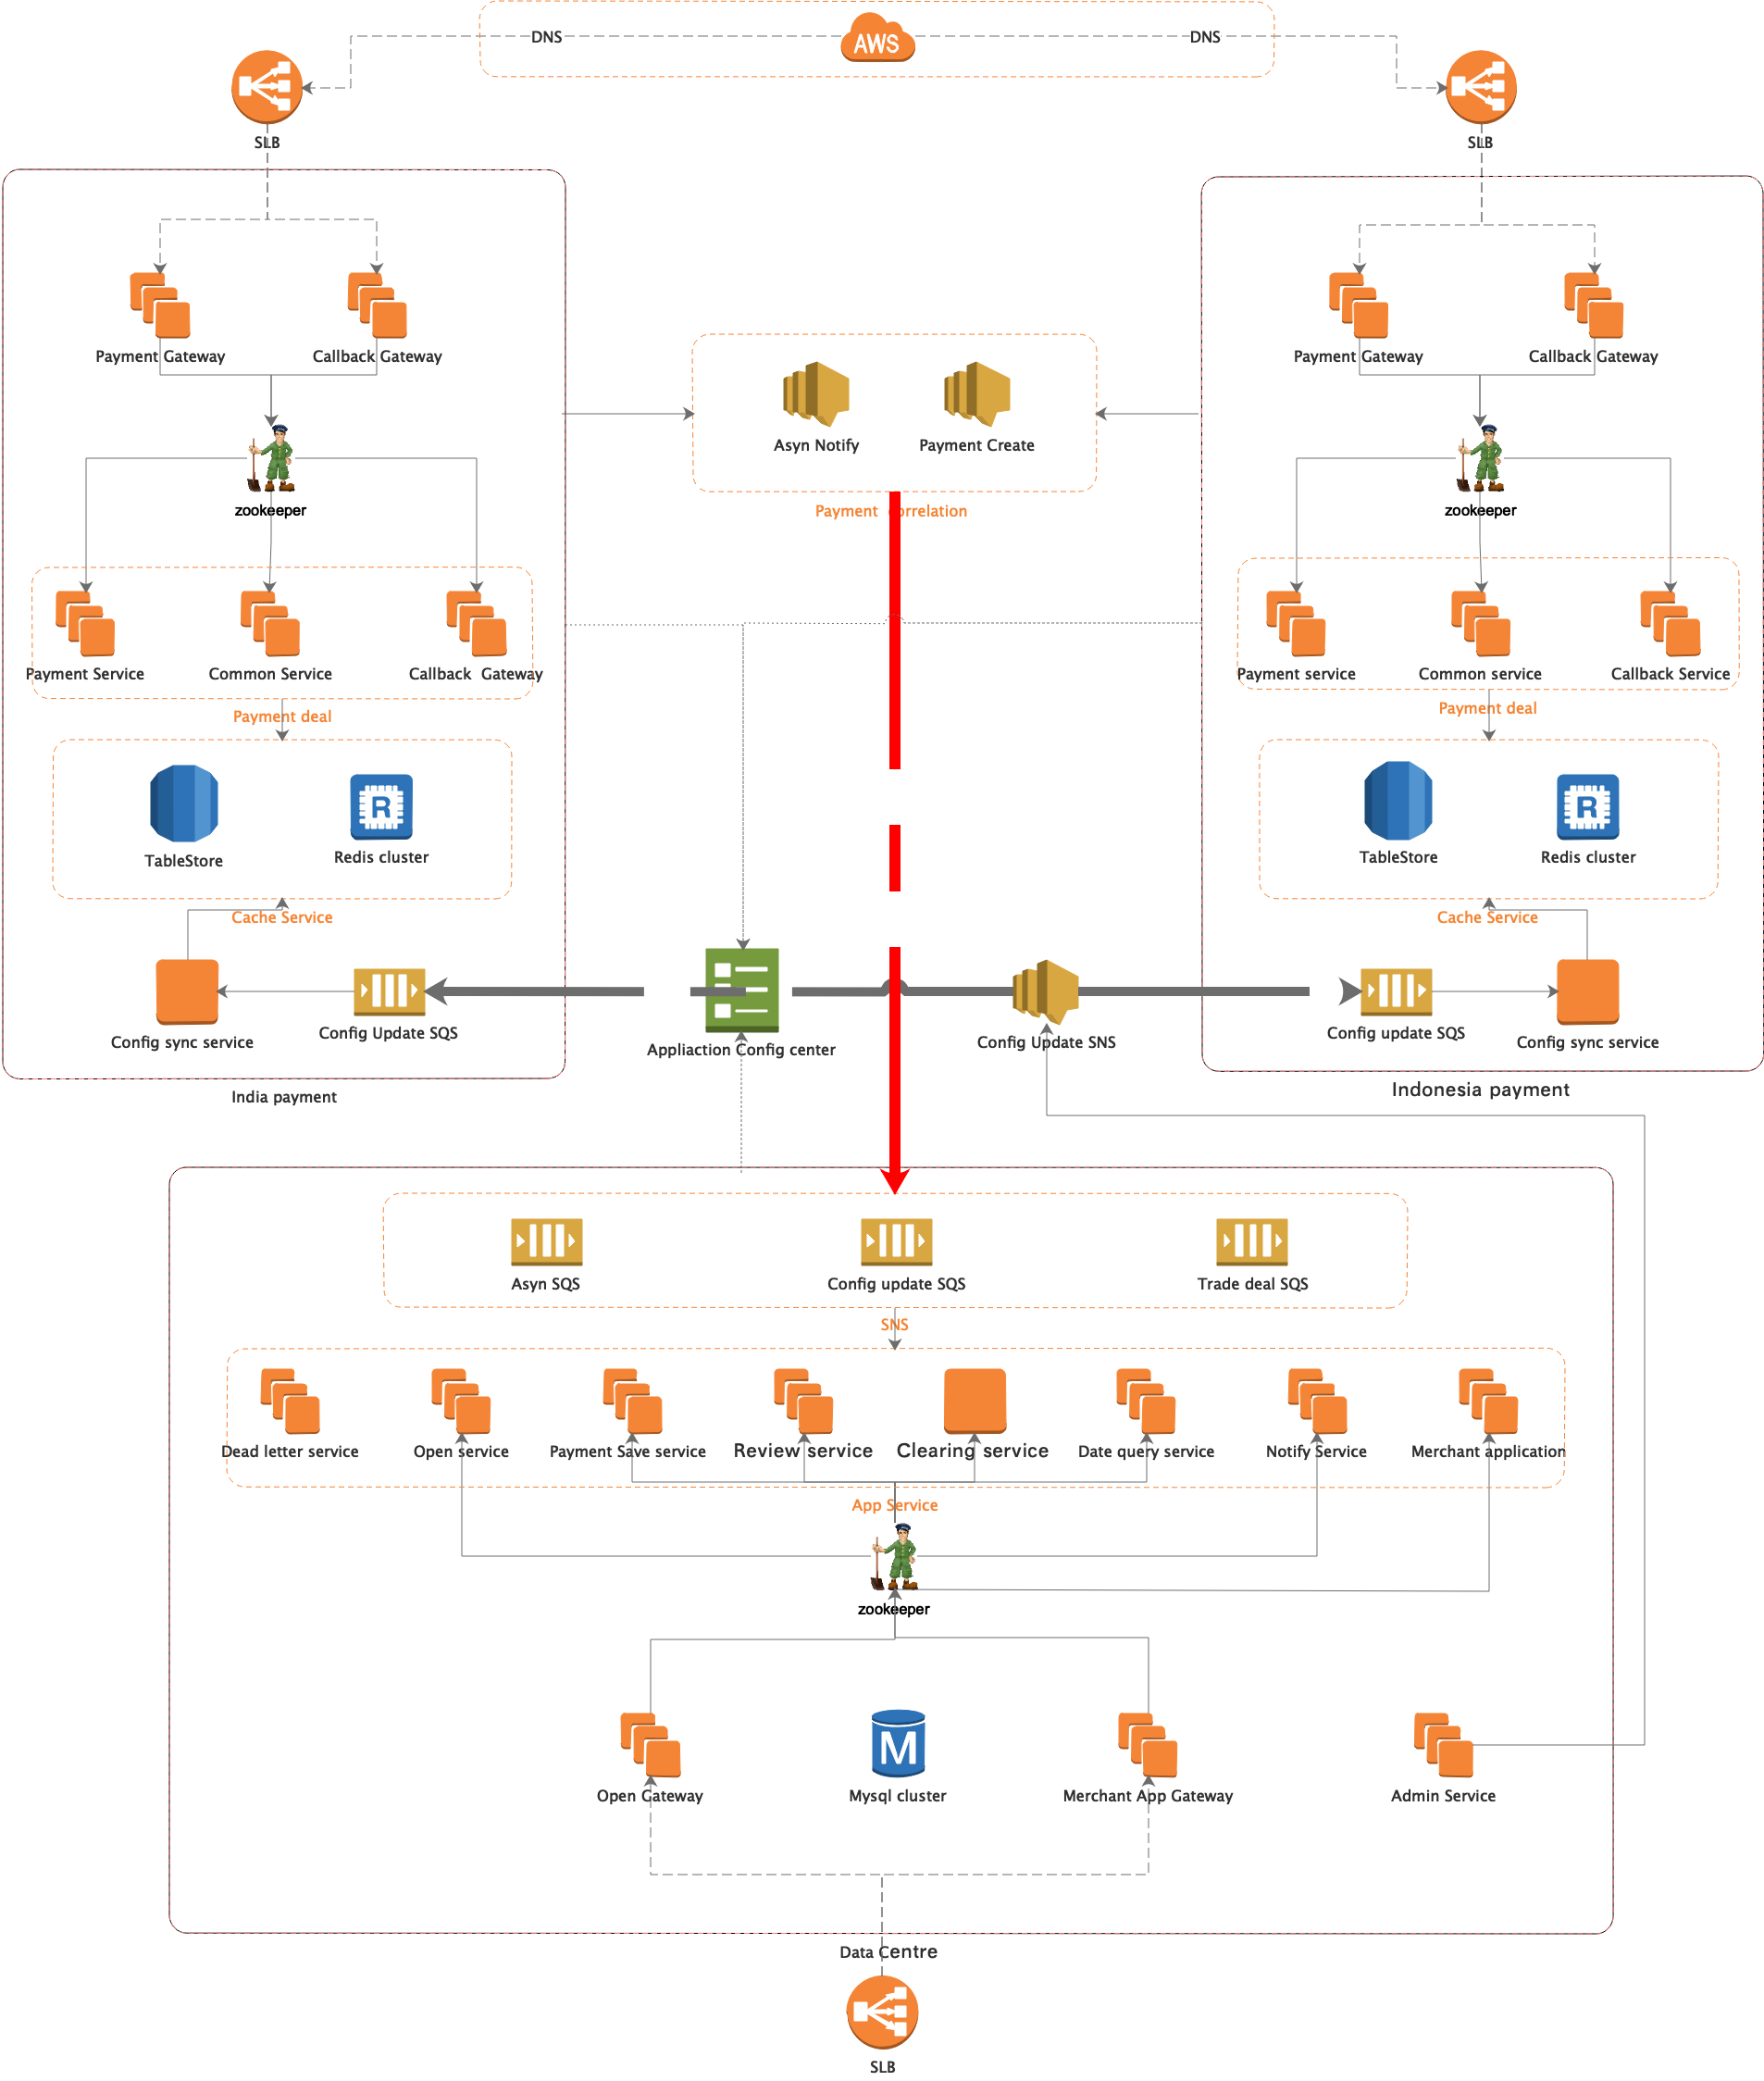 DNS
AWS
DNS
SLB
SLB
Payment Gateway
Callback Gateway
Payment Gateway
Callback Gateway
Asyn Notify
Payment Create
zookeeper
Payment correlation
zookeeper
Payment Service
Common Service
Callback Gateway
Payment service
Common service
Callback Service
Payment deal
Payment deal
R
R
TableStore
Redis cluster
TableStore
Redis cluster
Cache Service
Cache Service
Config sync service
Config Update SQS
Appliaction Config center
Config Update SNS
Config update SQS
Config sync service
India payment
Indonesia payment
Asyn SQS
Config update SQS
Trade deal SQS
SNS
Dead letter service
Open service
Payment Save service
Review service
Clearing service
Date query service
Notify Service
Merchant application
App Service
zookeeper
M
Open Gateway
Mysql cluster
Merchant App Gateway
Admin Service
Data Centre
SLB